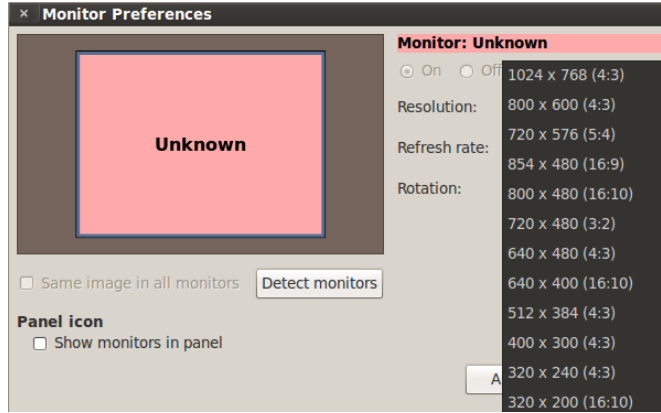 × Monitor Preferences
Unknown
Monitor: Unknown
On Off
Resolution:
Refresh rate:
Rotation:
1024 x 768 (4:3)
800 x 600 (4:3)
720 x 576 (5:4)
854 x 480 (16:9)
800 x 480 (16:10)
720 x 480 (3:2)
640 x 480 (4:3)
640 x 400 (16:10)
512 x 384 (4:3)
400 x 300 (4:3)
320 x 240 (4:3)
320 x 200 (16:10)
Same image in all monitors
Detect monitors
Panel icon
Show monitors in panel